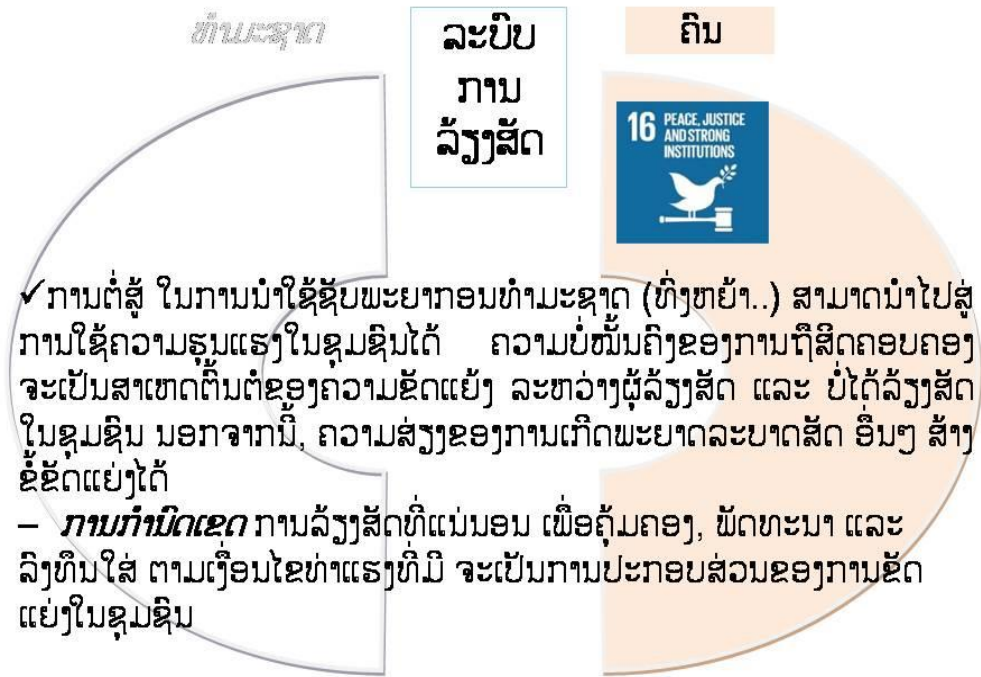 ທຳມະຊາດ
ລະບົບ
ການ
ລ້ຽງສັດ
ຄົນ
16 PEACE, JUSTICE
AND STRONG
INSTITUTIONS
✓ການຕໍ່ສູ້ ໃນການນຳໃຊ້ຊັບພະຍາກອນທຳມະຊາດ (ທົ່ງຫຍ້າ..) ສາມາດນຳໄປສູ່
ການໃຊ້ຄວາມຮຸນແຮງໃນຊຸມຊົນໄດ້ ຄວາມບໍ່ໝັ້ນຄົງຂອງການຖືສິດຄອບຄອງ
ຈະເປັນສາເຫດຕົ້ນຕໍຂອງຄວາມຂັດແຍ້ງ ລະຫວ່າງຜູ້ລ້ຽງສັດ ແລະ ບໍ່ໄດ້ລ້ຽງສັດ
ໃນຊຸມຊົນ ນອກຈາກນີ້, ຄວາມສ່ຽງຂອງການເກີດພະຍາດລະບາດສັດ ອື່ນໆ ສ້າງ
ຂໍ້ຂັດແຍ່ງໄດ້
– ການກຳນົດເຂດ ການລ້ຽງສັດທີ່ແນ່ນອນ ເພື່ອຄຸ້ມຄອງ, ພັດທະນາ ແລະ
ລົງທຶນໃສ່ ຕາມເງື່ອນໄຂທ່າແຮງທີ່ມີ ຈະເປັນການປະກອບສ່ວນຂອງການຂັດ
ແຍ່ງໃນຊຸມຊົນ